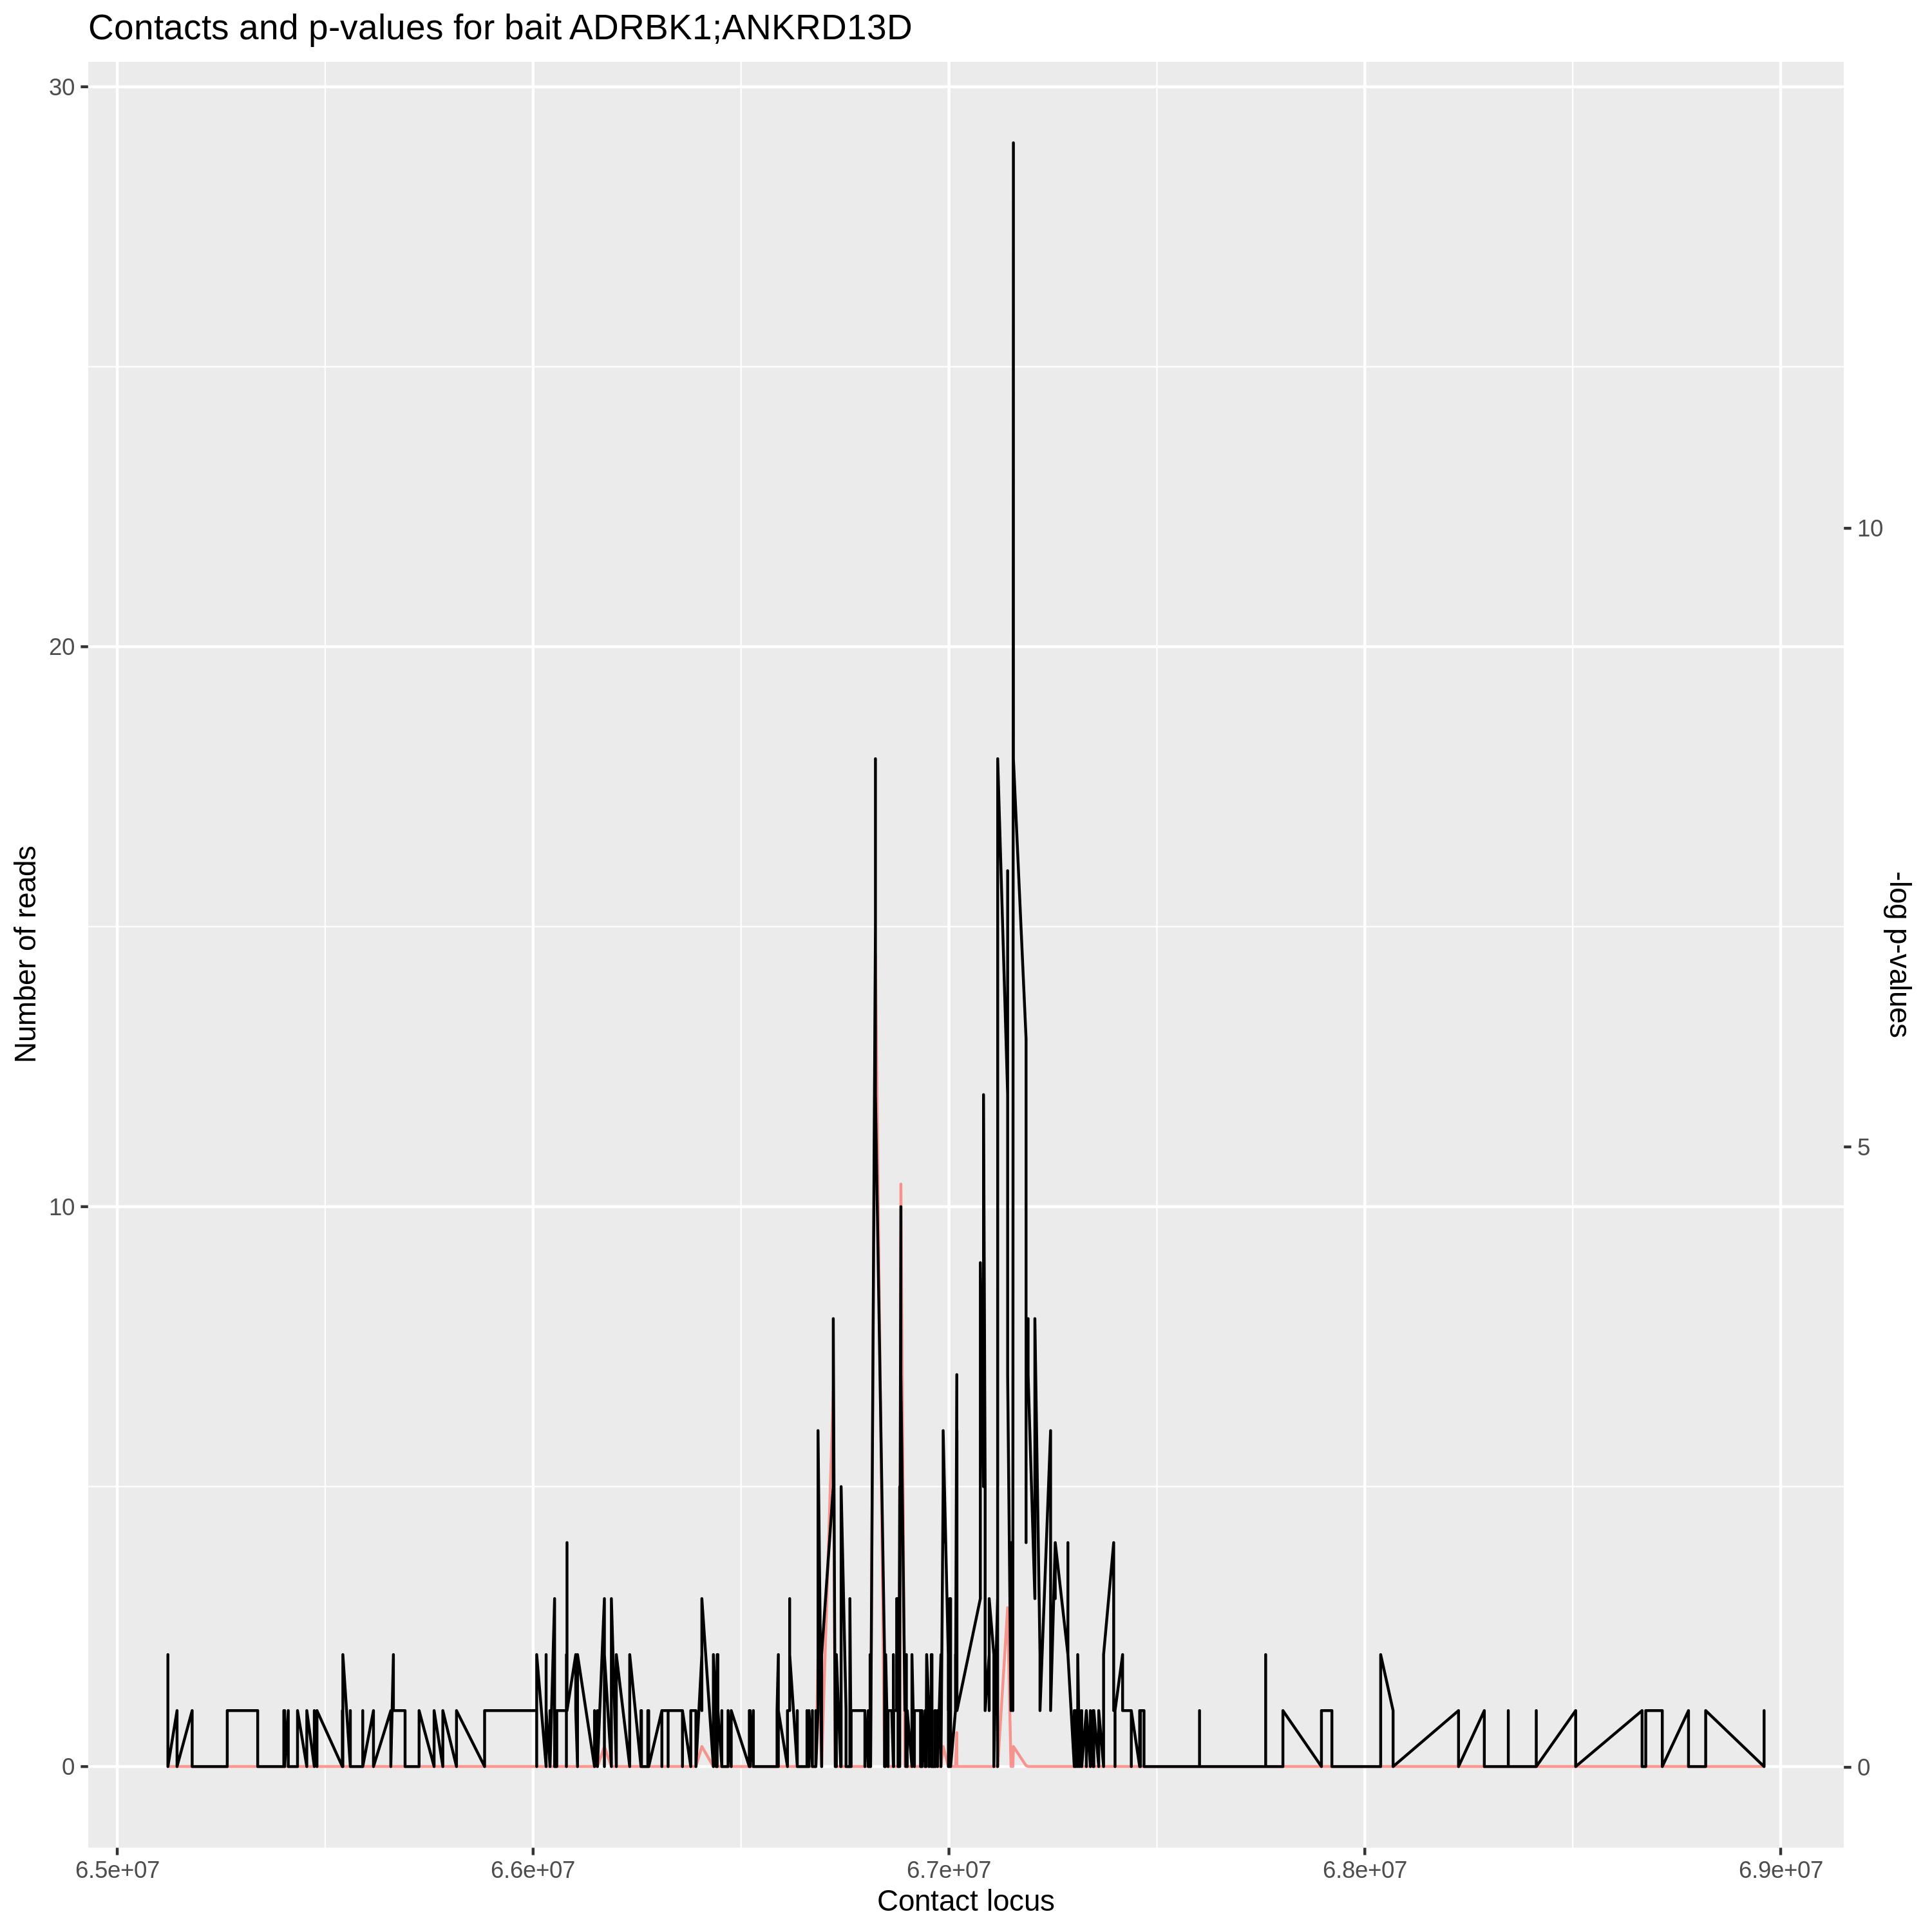 Contacts and p-values for bait ADRBK1;ANKRD13D
30
20
10
0
Number of reads
10
5
0
-log p-values
6.5e+07
6.6e+07
6.7e+07
6.8e+07
6.9e+07
Contact locus